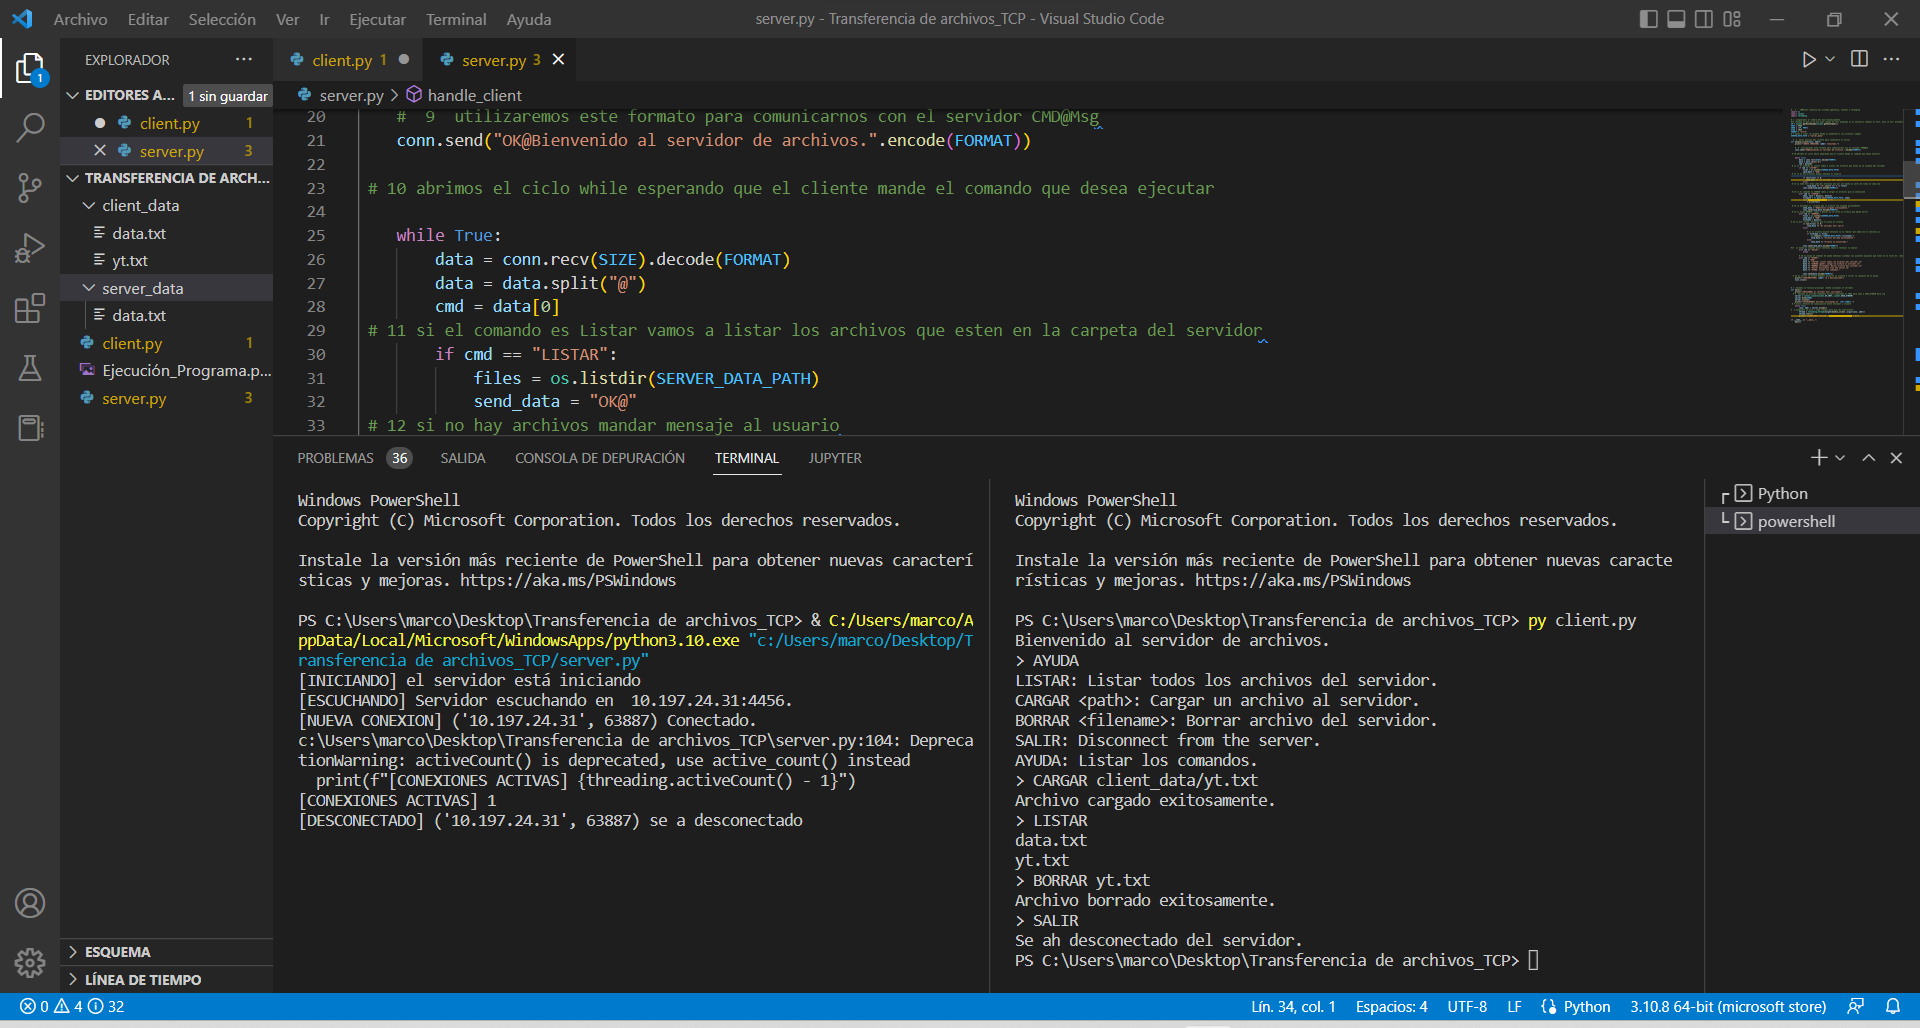 Archivo Editar Selección Ver Ir Ejecutar Terminal Ayuda
server.py - Transferencia de archivos_TCP - Visual Studio Code
1
EXPLORADOR
EDITORES A... 1 sin guardar
client.py 1
server.py 3
TRANSFERENCIA DE ARCH...
client_data
data.txt
yt.txt
server_data
data.txt
client.py 1
Ejecución_Programa.p...
server.py 3
ESQUEMA
LÍNEA DE TIEMPO
client.py 1
server.py 3
server.py > handle_client
20 # 9 utilizaremos este formato para comunicarnos con el servidor CMD@Msg
21 conn.send("OK@Bienvenido al servidor de archivos.".encode(FORMAT))
22
23 # 10 abrimos el ciclo while esperando que el cliente mande el comando que desea ejecutar
24
25 while True:
26 data = conn.recv(SIZE).decode(FORMAT)
27 data = data.split("@")
28 cmd = data[0]
29 # 11 si el comando es Listar vamos a listar los archivos que esten en la carpeta del servidor
30 if cmd == "LISTAR":
31 files = os.listdir(SERVER_DATA_PATH)
32 send_data = "OK@"
33 # 12 si no hay archivos mandar mensaje al usuario
PROBLEMAS 36 SALIDA CONSOLA DE DEPURACIÓN TERMINAL JUPYTER
Windows PowerShell
Copyright (C) Microsoft Corporation. Todos los derechos reservados.
Instale la versión más reciente de PowerShell para obtener nuevas caracterí
sticas y mejoras. https://aka.ms/PSWindows
PS C:\Users\marco\Desktop\Transferencia de archivos_TCP> & C:/Users/marco/A
ppData/Local/Microsoft/WindowsApps/python3.10.exe "c:/Users/marco/Desktop/T
ransferencia de archivos_TCP/server.py"
[INICIANDO] el servidor está iniciando
[ESCUCHANDO] Servidor escuchando en  10.197.24.31:4456.
[NUEVA CONEXION] ('10.197.24.31', 63887) Conectado.
c:\Users\marco\Desktop\Transferencia de archivos_TCP\server.py:104: Depreca
tionWarning: activeCount() is deprecated, use active_count() instead
print(f"[CONEXIONES ACTIVAS] {threading.activeCount() - 1}")
[CONEXIONES ACTIVAS] 1
[DESCONECTADO] ('10.197.24.31', 63887) se a desconectado
Windows PowerShell
Copyright (C) Microsoft Corporation. Todos los derechos reservados.
Instale la versión más reciente de PowerShell para obtener nuevas caracte
rísticas y mejoras. https://aka.ms/PSWindows
PS C:\Users\marco\Desktop\Transferencia de archivos_TCP> py client.py
Bienvenido al servidor de archivos.
> AYUDA
LISTAR: Listar todos los archivos del servidor.
CARGAR <path>: Cargar un archivo al servidor.
BORRAR <filename>: Borrar archivo del servidor.
SALIR: Disconnect from the server.
AYUDA: Listar los comandos.
> CARGAR client_data/yt.txt
Archivo cargado exitosamente.
> LISTAR
data.txt
yt.txt
> BORRAR yt.txt
Archivo borrado exitosamente.
> SALIR
Se ah desconectado del servidor.
PS C:\Users\marco\Desktop\Transferencia de archivos_TCP>
Python
powershell
0 4 32
Lín. 34, col. 1 Espacios: 4 UTF-8 LF Python 3.10.8 64-bit (microsoft store)